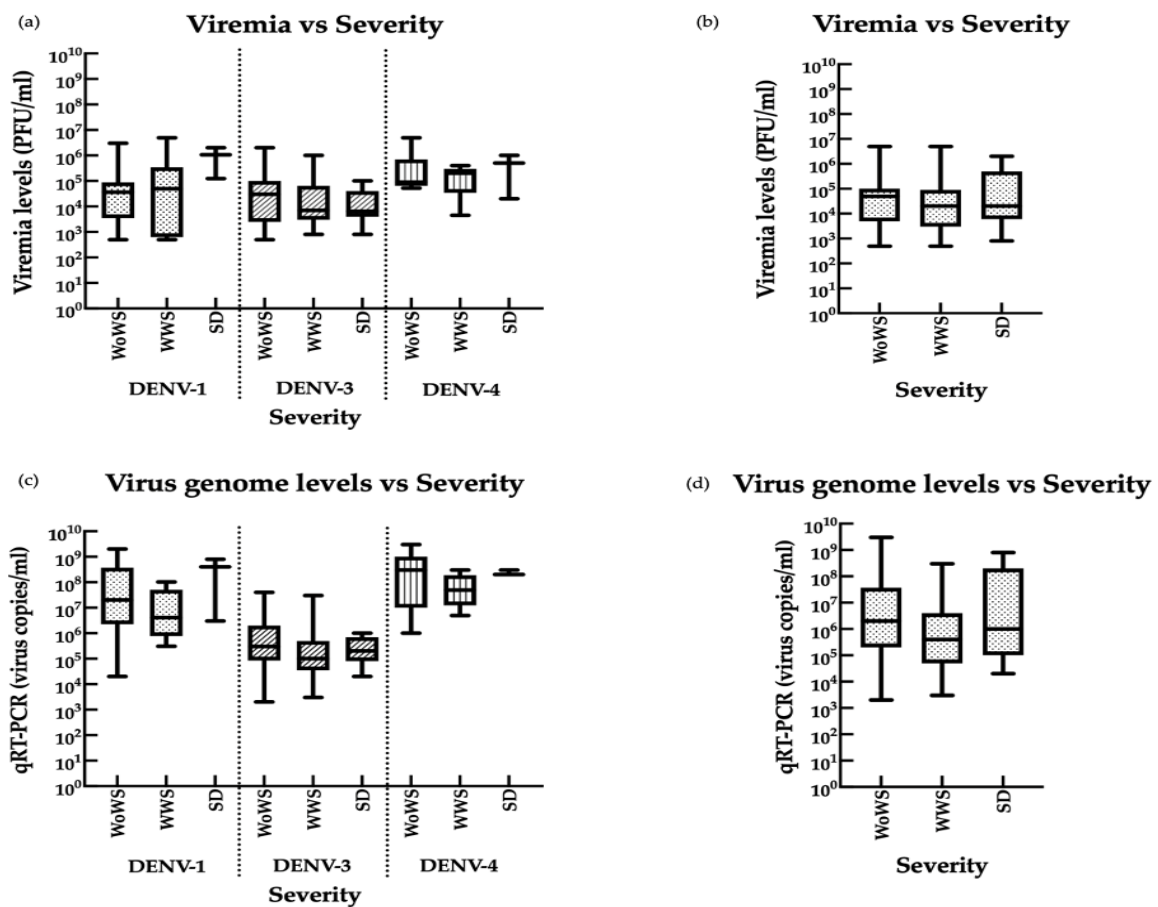 (a) Viremia vs Severity
Viremia levels (PFU/ml)
10¹⁰
10⁹
10⁸
10⁷
10⁶
10⁵
10⁴
10³
10²
10¹
10⁰
WoWS
WWS
SD
WoWS
WWS
SD
WoWS
WWS
SD
DENV-1
DENV-3
DENV-4
Severity
(b) Viremia vs Severity
Viremia levels (PFU/ml)
10¹⁰
10⁹
10⁸
10⁷
10⁶
10⁵
10⁴
10³
10²
10¹
10⁰
WoWS
WWS
SD
Severity
(c) Virus genome levels vs Severity
qRT-PCR (virus copies/ml)
10¹⁰
10⁹
10⁸
10⁷
10⁶
10⁵
10⁴
10³
10²
10¹
10⁰
WoWS
WWS
SD
WoWS
WWS
SD
WoWS
WWS
SD
DENV-1
DENV-3
DENV-4
Severity
(d) Virus genome levels vs Severity
qRT-PCR (virus copies/ml)
10¹⁰
10⁹
10⁸
10⁷
10⁶
10⁵
10⁴
10³
10²
10¹
10⁰
WoWS
WWS
SD
Severity